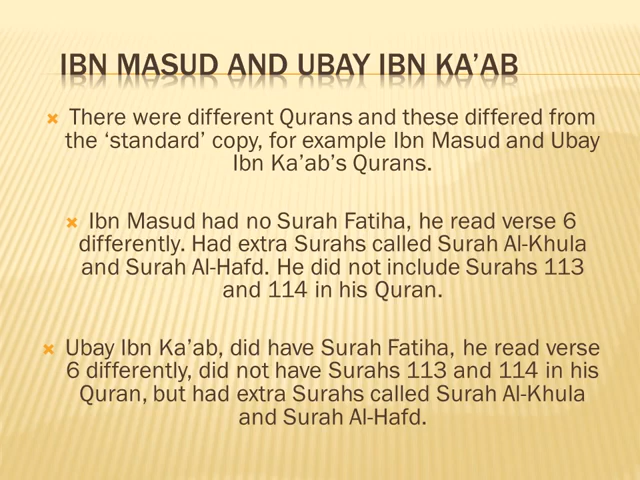 IBN MASUD AND UBAY IBN KA’AB
There were different Qurans and these differed from
the ‘standard’ copy, for example Ibn Masud and Ubay
Ibn Ka’ab’s Qurans.
Ibn Masud had no Surah Fatiha, he read verse 6
differently. Had extra Surahs called Surah Al-Khula
and Surah Al-Hafd. He did not include Surahs 113
and 114 in his Quran.
Ubay Ibn Ka’ab, did have Surah Fatiha, he read verse
6 differently, did not have Surahs 113 and 114 in his
Quran, but had extra Surahs called Surah Al-Khula
and Surah Al-Hafd.